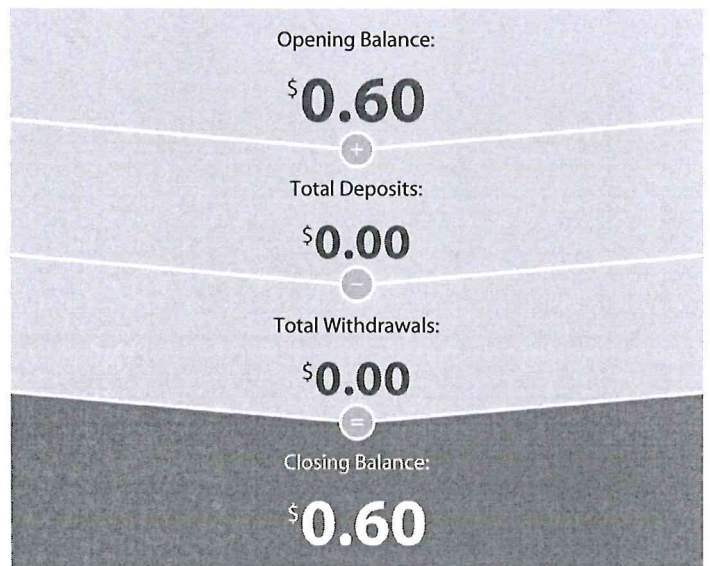 Opening Balance:
$0.60
+
Total Deposits:
$0.00
−
Total Withdrawals:
$0.00
=
Closing Balance:
$0.60